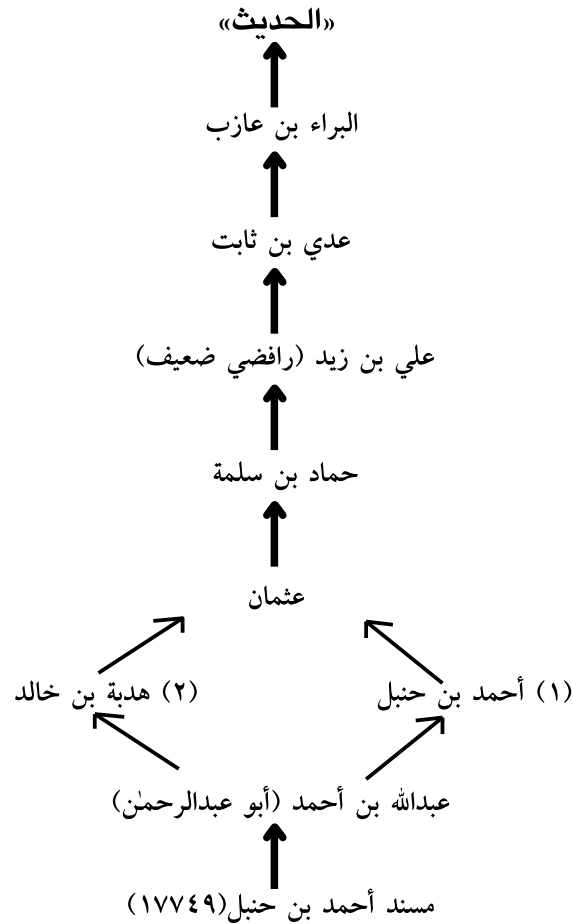 «الحديث»
البراء بن عازب
عدي بن ثابت
علي بن زيد (رافضي ضعيف)
حماد بن سلمة
عثمان
(١) أحمد بن حنبل
(٢) هدبة بن خالد
عبدالله بن أحمد (أبو عبدالرحمٰن)
مسند أحمد بن حنبل(١٧٧٤٩)